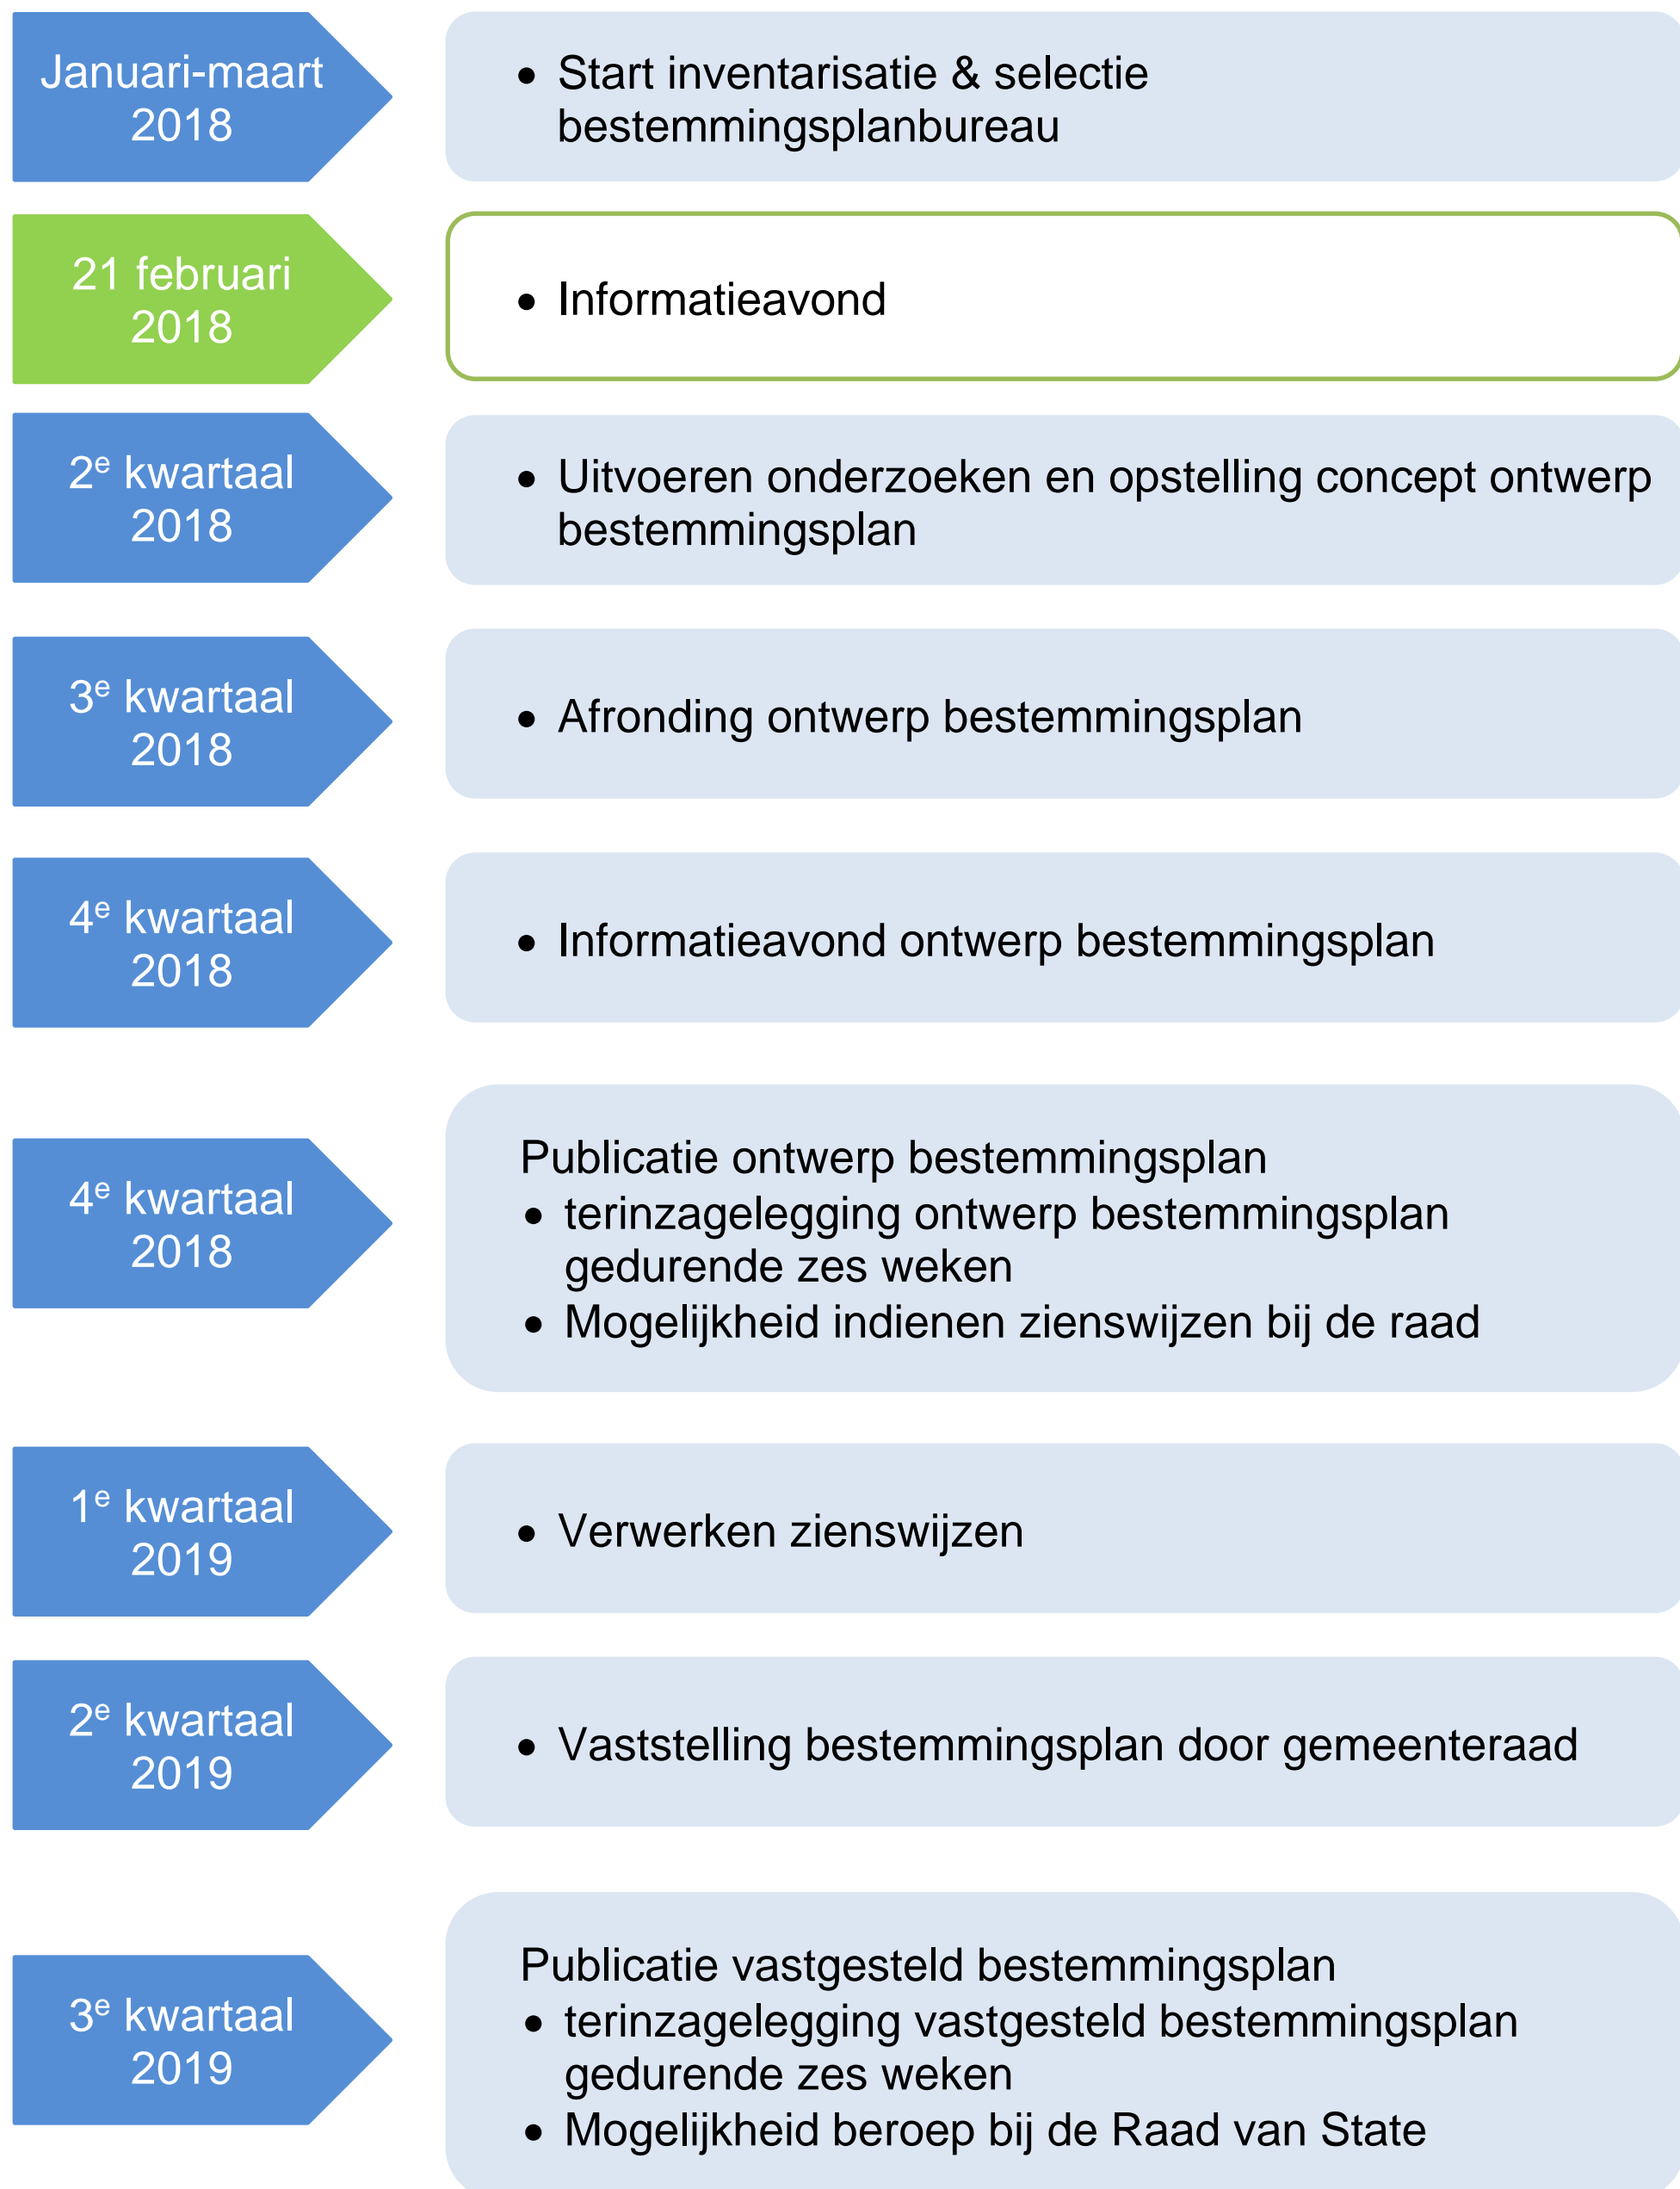 Januari-maart
2018
• Start inventarisatie & selectie
bestemmingsplanbureau
21 februari
2018
• Informatieavond
2e kwartaal
2018
• Uitvoeren onderzoeken en opstelling concept ontwerp
bestemmingsplan
3e kwartaal
2018
• Afronding ontwerp bestemmingsplan
4e kwartaal
2018
• Informatieavond ontwerp bestemmingsplan
4e kwartaal
2018
Publicatie ontwerp bestemmingsplan
• terinzagelegging ontwerp bestemmingsplan
gedurende zes weken
• Mogelijkheid indienen zienswijzen bij de raad
1e kwartaal
2019
• Verwerken zienswijzen
2e kwartaal
2019
• Vaststelling bestemmingsplan door gemeenteraad
3e kwartaal
2019
Publicatie vastgesteld bestemmingsplan
• terinzagelegging vastgesteld bestemmingsplan
gedurende zes weken
• Mogelijkheid beroep bij de Raad van State